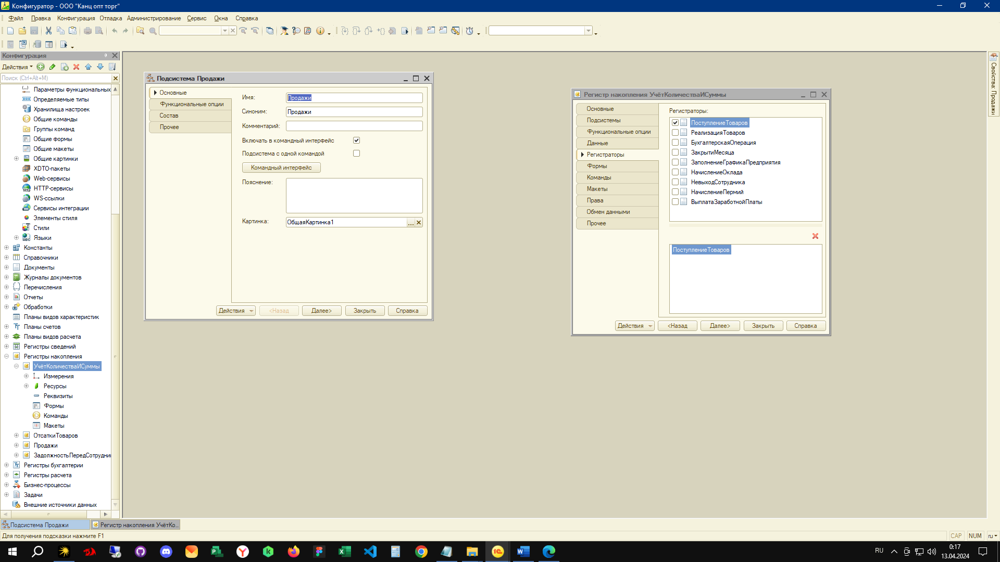 Конфигуратор - ООО "Канц опт торг"
Файл Правка Конфигурация Отладка Администрирование Сервис Окна Справка
Конфигурация
Действия
Поиск (Ctrl+Alt+M)
Параметры функциональных
Определяемые типы
Хранилища настроек
Общие команды
Группы команд
Общие формы
Общие макеты
Общие картинки
XDTO-пакеты
Web-сервисы
HTTP-сервисы
WS-ссылки
Сервисы интеграции
Элементы стиля
Стили
Языки
Константы
Справочники
Документы
Журналы документов
Перечисления
Отчеты
Обработки
Планы видов характеристик
Планы счетов
Планы видов расчета
Регистры сведений
Регистры накопления
УчётКоличестваИСуммы
Измерения
Ресурсы
Реквизиты
Формы
Команды
Макеты
ОтсаткиТоваров
Продажи
ЗадолжностьПередСотрудни
Регистры бухгалтерии
Регистры расчета
Бизнес-процессы
Задачи
Внешние источники данных
Подсистема Продажи
Основные
Функциональные опции
Состав
Прочее
Имя: Продажи
Синоним: Продажи
Комментарий:
Включать в командный интерфейс
Подсистема с одной командой
Командный интерфейс
Пояснение:
Картинка: ОбщаяКартинка1
Действия <Назад Далее> Закрыть Справка
Регистр накопления УчётКоличестваИСуммы
Основные
Подсистемы
Функциональные опции
Данные
Регистраторы
Формы
Команды
Макеты
Права
Обмен данными
Прочее
Регистраторы:
ПоступлениеТоваров
РеализацияТоваров
БухгалтерскаяОперация
ЗакрытиМесяца
ЗаполнениеГрафикаПредприятия
НачислениеОклада
НевыходСотрудника
НачислениеПермий
ВыплатаЗаработнойПлаты
ПоступлениеТоваров
Действия <Назад Далее> Закрыть Справка
Свойства: Продажи
Подсистема Продажи
Регистр накопления УчётКо...
Для получения подсказки нажмите F1
CAP NUM ru
RU
0:17
13.04.2024